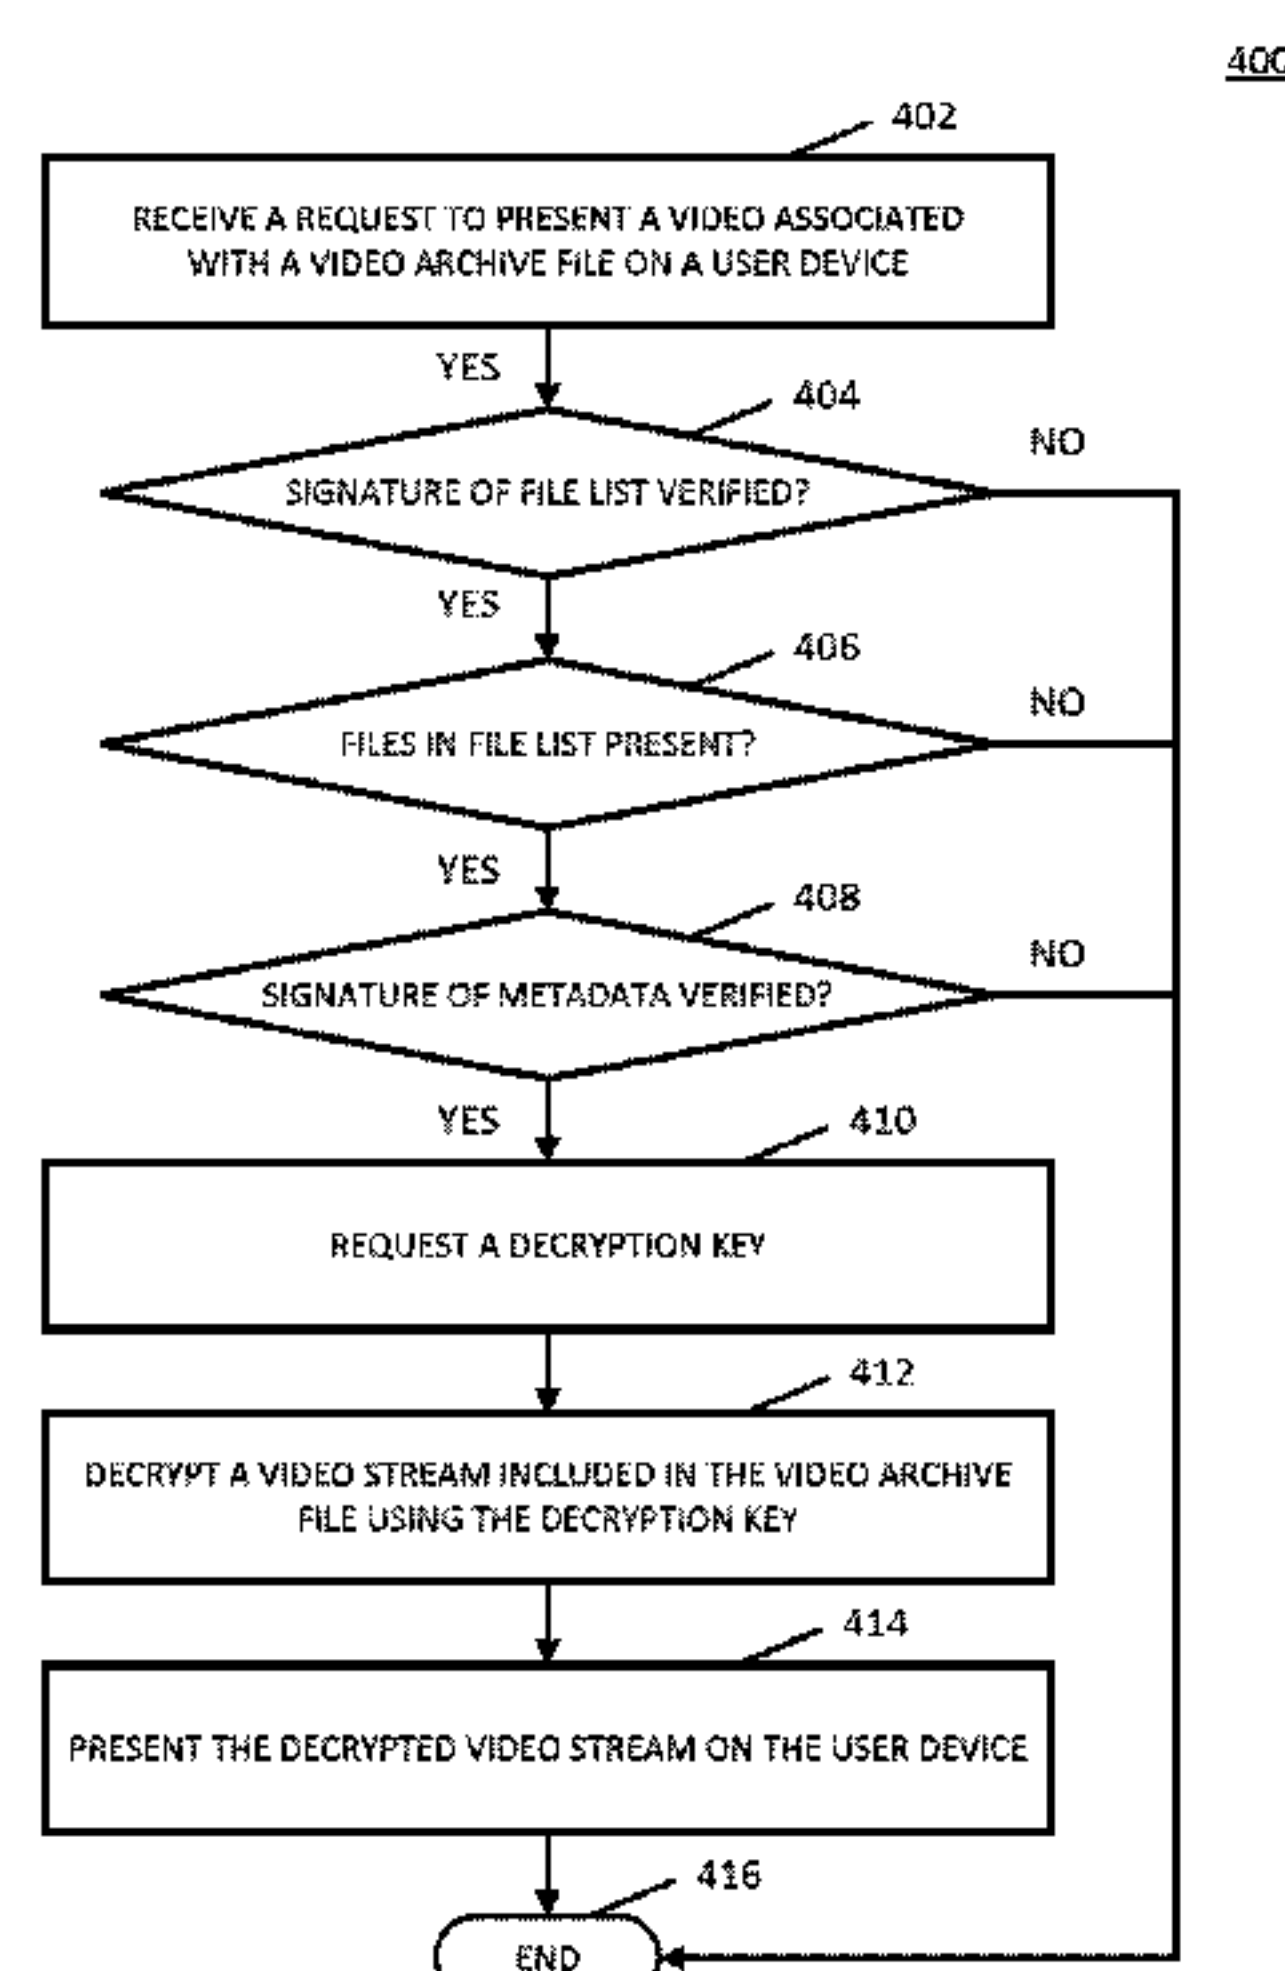 400
402
RECEIVE A REQUEST TO PRESENT A VIDEO ASSOCIATED
WITH A VIDEO ARCHIVE FILE ON A USER DEVICE
YES
404
NO
SIGNATURE OF FILE LIST VERIFIED?
YES
406
NO
FILES IN FILE LIST PRESENT?
YES
408
NO
SIGNATURE OF METADATA VERIFIED?
YES
410
REQUEST A DECRYPTION KEY
412
DECRYPT A VIDEO STREAM INCLUDED IN THE VIDEO ARCHIVE
FILE USING THE DECRYPTION KEY
414
PRESENT THE DECRYPTED VIDEO STREAM ON THE USER DEVICE
416
END